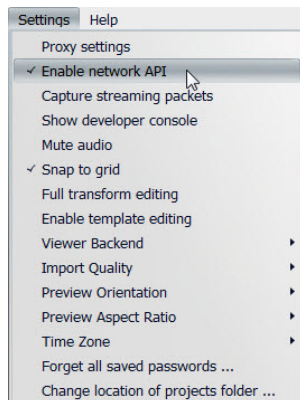 Settings Help
Proxy settings
✓ Enable network API
Capture streaming packets
Show developer console
Mute audio
✓ Snap to grid
Full transform editing
Enable template editing
Viewer Backend
Import Quality
Preview Orientation
Preview Aspect Ratio
Time Zone
Forget all saved passwords ...
Change location of projects folder ...